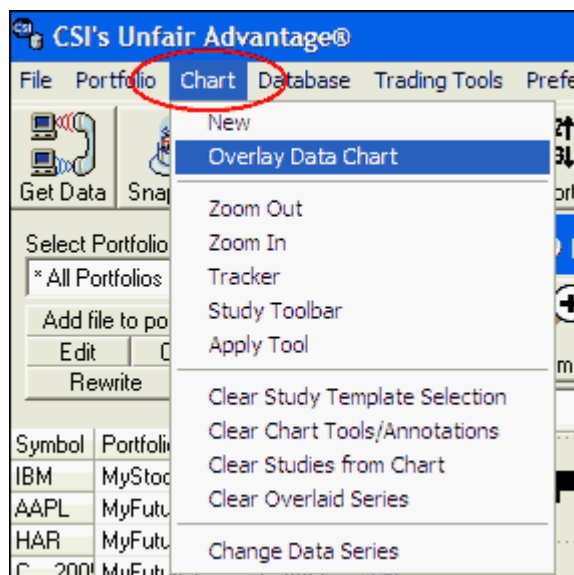 CSI's Unfair Advantage®
File Portfolio Chart Database Trading Tools
New
Overlay Data Chart
Get Data
Zoom Out
Select Portfolio
Zoom In
* All Portfolios
Tracker
Add file to
Study Toolbar
Edit
Apply Tool
Rewrite
Clear Study Template Selection
Symbol
Clear Chart Tools/Annotations
IBM
Clear Studies from Chart
AAPL
Clear Overlaid Series
HAR
Change Data Series